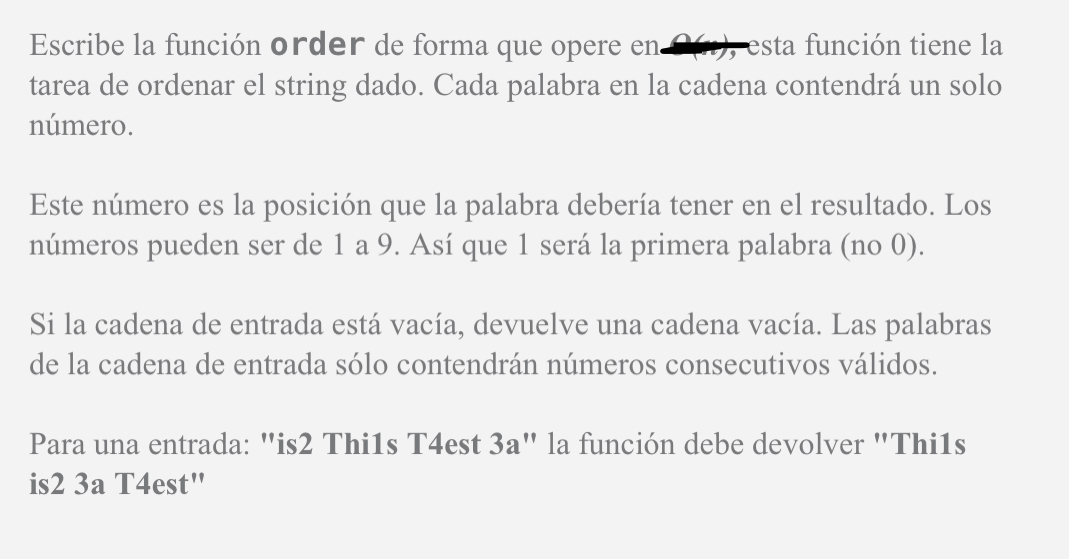 Escribe la función order de forma que opere en O(n), esta función tiene la
tarea de ordenar el string dado. Cada palabra en la cadena contendrá un solo
número.
Este número es la posición que la palabra debería tener en el resultado. Los
números pueden ser de 1 a 9. Así que 1 será la primera palabra (no 0).
Si la cadena de entrada está vacía, devuelve una cadena vacía. Las palabras
de la cadena de entrada sólo contendrán números consecutivos válidos.
Para una entrada: "is2 Thi1s T4est 3a" la función debe devolver "Thi1s
is2 3a T4est"